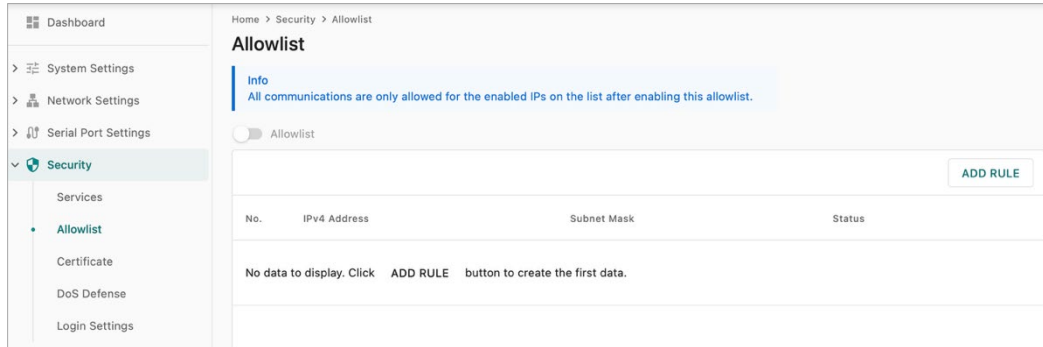 Dashboard
System Settings
Network Settings
Serial Port Settings
Security
Services
Allowlist
Certificate
DoS Defense
Login Settings
Home > Security > Allowlist
Allowlist
Info
All communications are only allowed for the enabled IPs on the list after enabling this allowlist.
Allowlist
ADD RULE
No. IPv4 Address Subnet Mask Status
No data to display. Click ADD RULE button to create the first data.